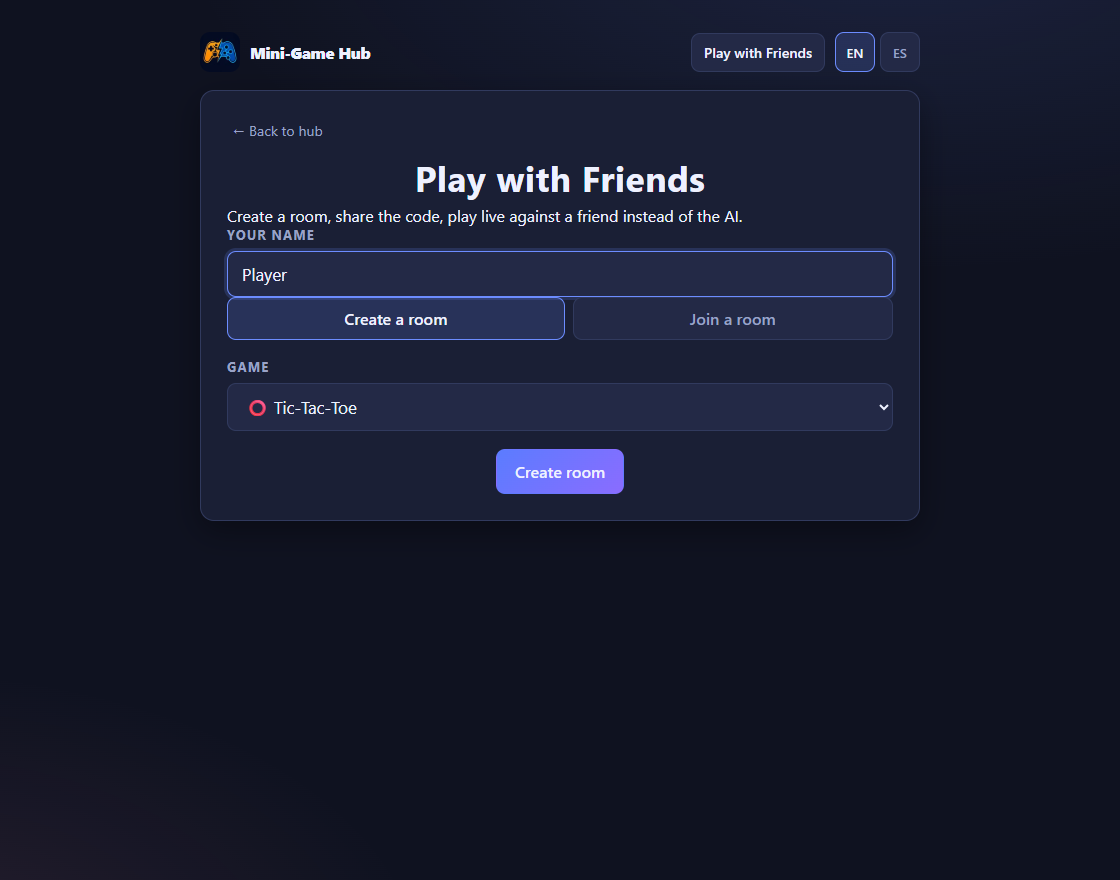 Mini-Game Hub
Play with Friends
EN
ES
← Back to hub
Play with Friends
Create a room, share the code, play live against a friend instead of the AI.
YOUR NAME
Player
Create a room
Join a room
GAME
⭕ Tic-Tac-Toe
Create room